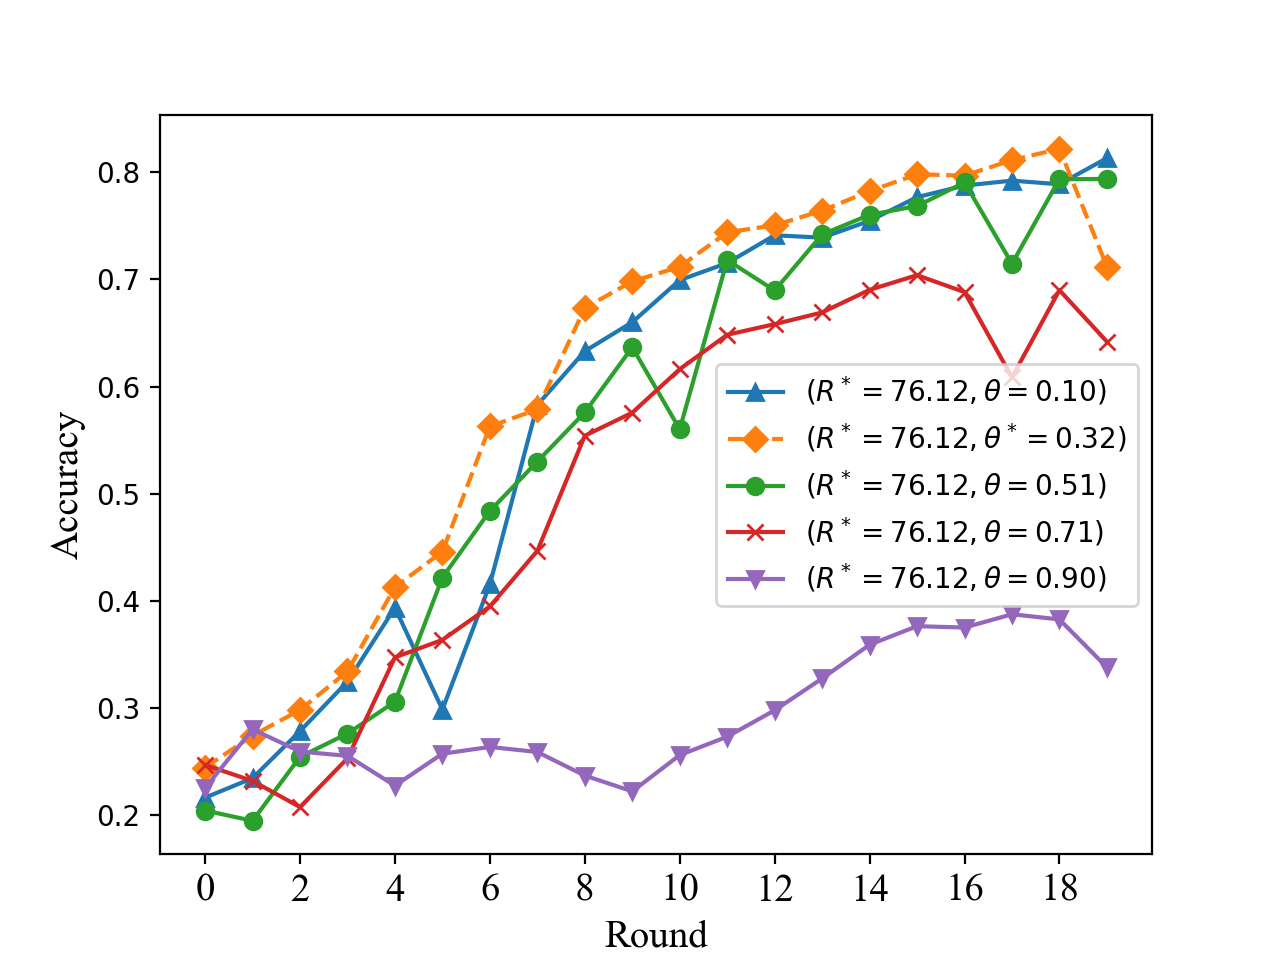 0.8
0.7
0.6
0.5
0.4
0.3
0.2
Accuracy
(R* = 76.12, θ = 0.10)
(R* = 76.12, θ* = 0.32)
(R* = 76.12, θ = 0.51)
(R* = 76.12, θ = 0.71)
(R* = 76.12, θ = 0.90)
0 2 4 6 8 10 12 14 16 18
Round